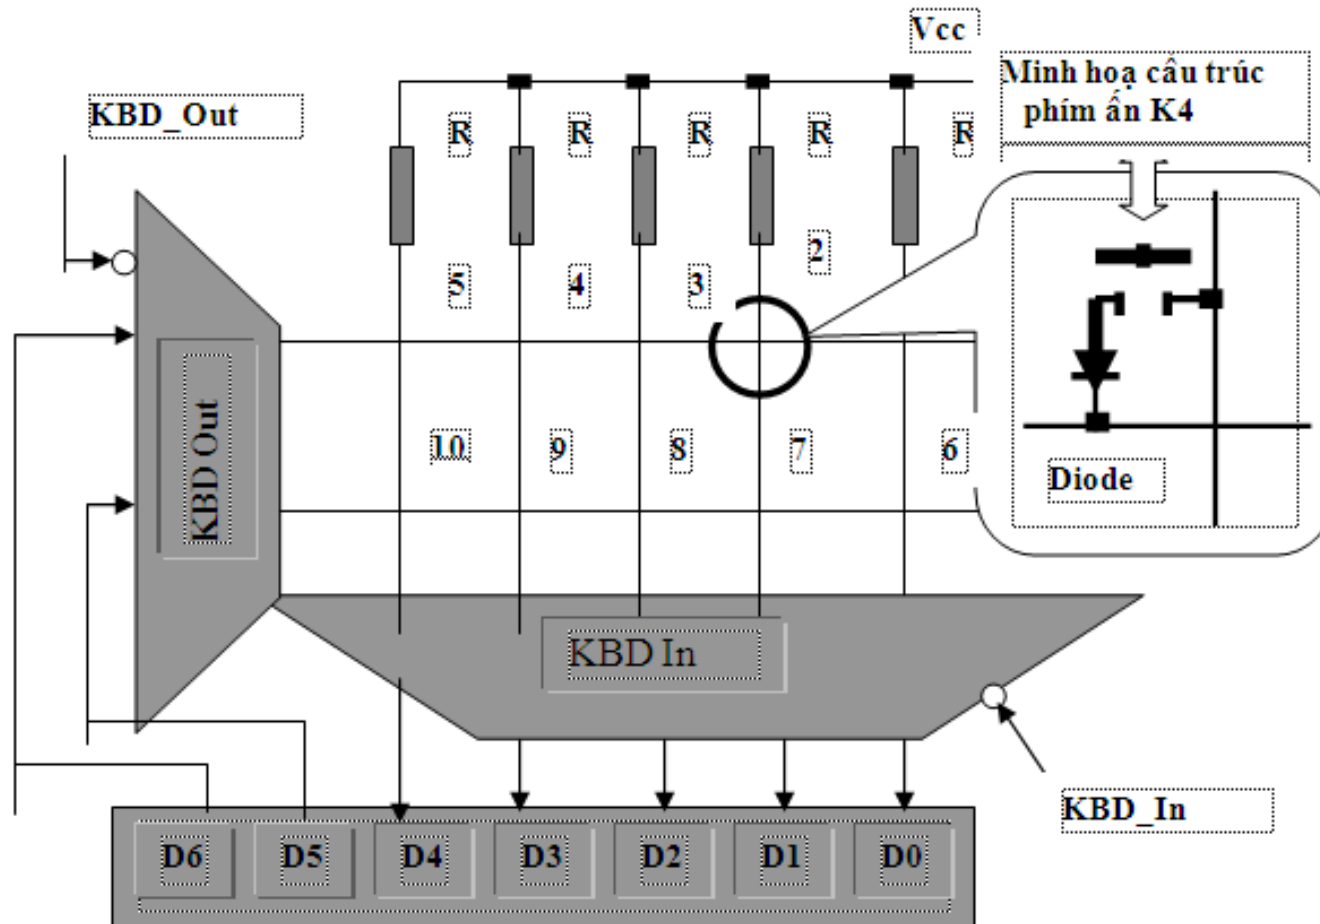 Vcc
Minh hoạ cấu trúc
phím ấn K4
KBD_Out
R
R
R
R
R
2
5
4
3
KBD Out
10
9
8
7
6
Diode
KBD In
KBD_In
D6
D5
D4
D3
D2
D1
D0